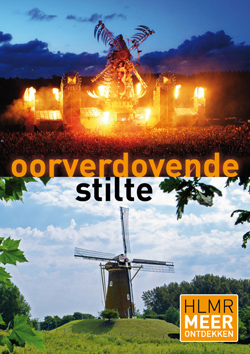 oorverdovende
stilte
HLMR
MEER
ONTDEKKEN